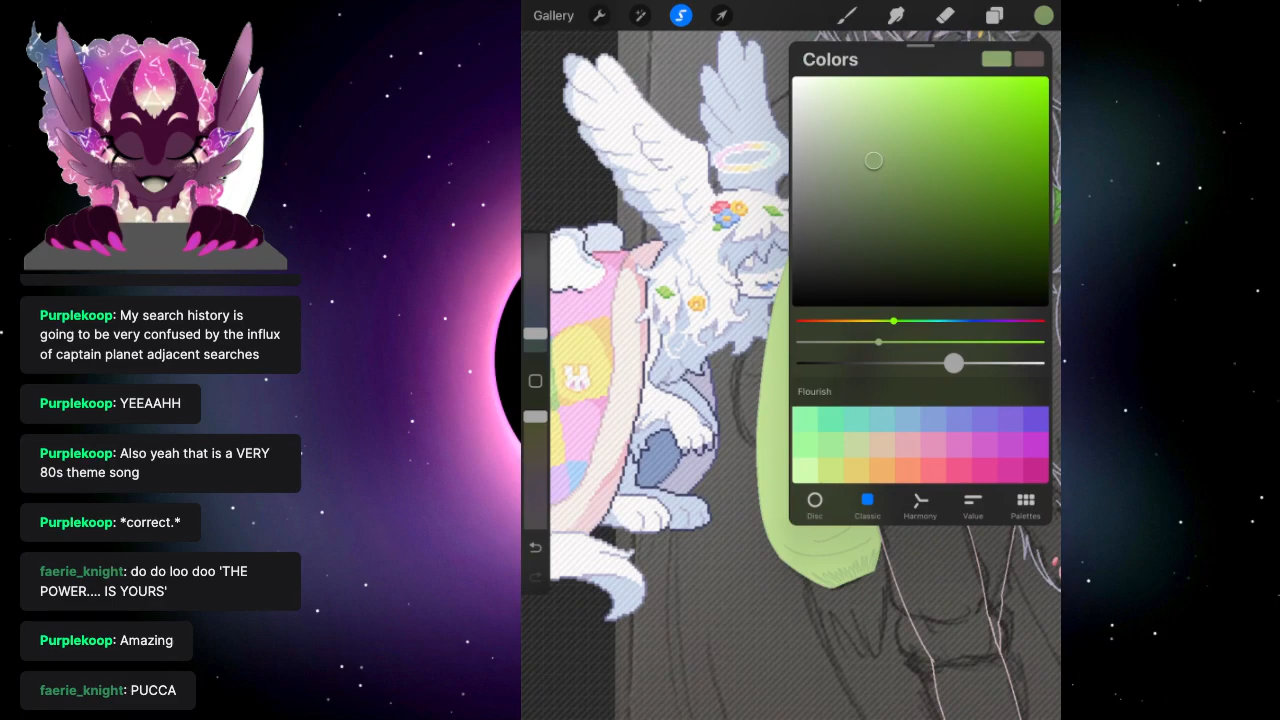 Gallery
Colors
Flourish
Disc
Classic
Harmony
Value
Palettes
Purplekoop: My search history is
going to be very confused by the influx
of captain planet adjacent searches
Purplekoop: YEEAAHH
Purplekoop: Also yeah that is a VERY
80s theme song
Purplekoop: *correct.*
faerie_knight: do do loo doo 'THE
POWER.... IS YOURS'
Purplekoop: Amazing
faerie_knight: PUCCA